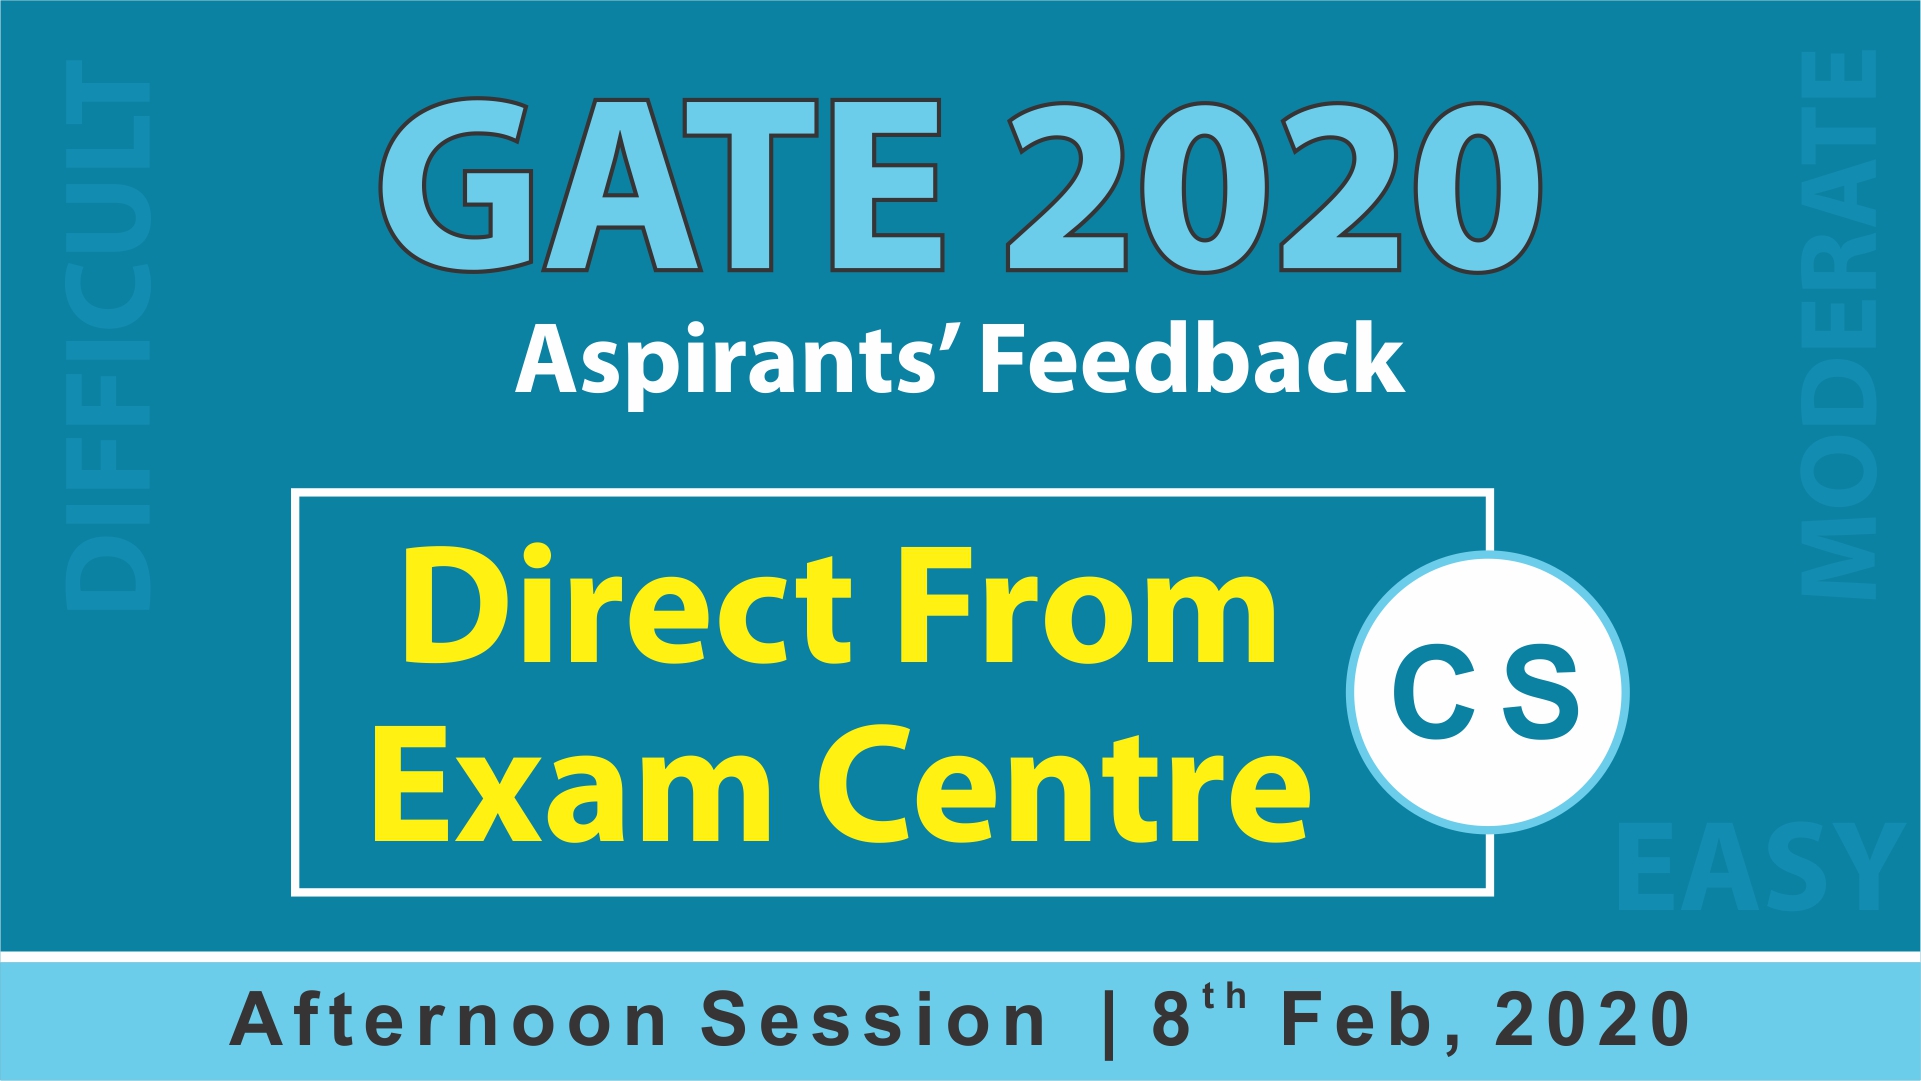 GATE 2020
Aspirants’ Feedback
DIFFICULT
MODERATE
Direct From
Exam Centre
CS
EASY
Afternoon Session | 8th Feb, 2020